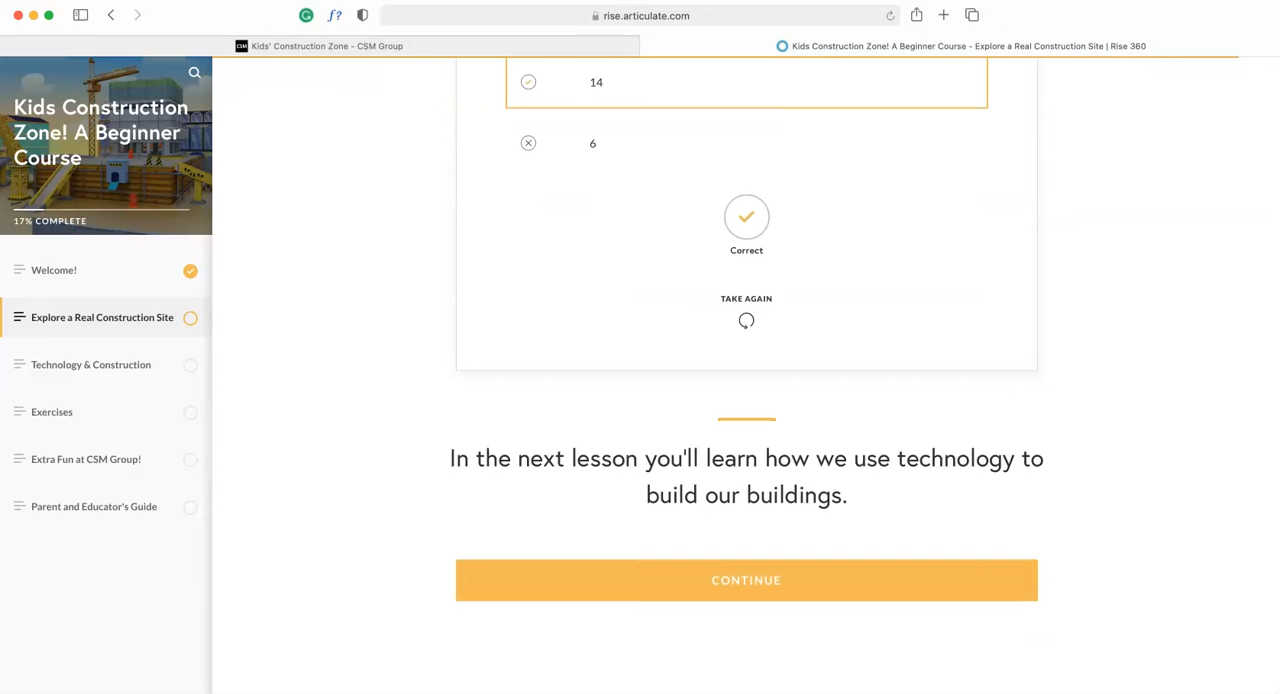 f?
rise.articulate.com
CSM
Kids' Construction Zone - CSM Group
Kids Construction Zone! A Beginner Course - Explore a Real Construction Site | Rise 360
Kids Construction
Zone! A Beginner
Course
17% COMPLETE
Welcome!
Explore a Real Construction Site
Technology & Construction
Exercises
Extra Fun at CSM Group!
Parent and Educator's Guide
14
6
Correct
TAKE AGAIN
In the next lesson you'll learn how we use technology to
build our buildings.
CONTINUE